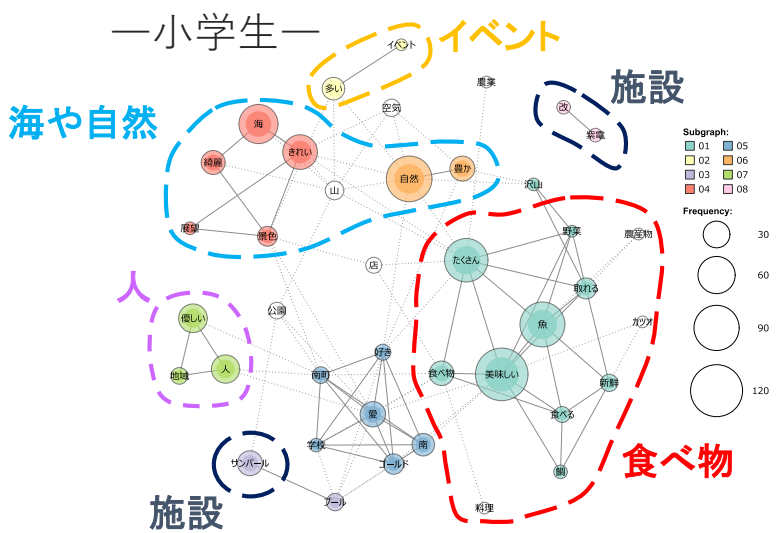 ―小学生―
イベント
イベント
多い
農業
施設
空気
改
紫電
海や自然
海
綺麗
きれい
自然
豊か
沢山
山
展望
景色
Subgraph:
01
02
03
04
05
06
07
08
Frequency:
30
60
90
120
野菜
農産物
たくさん
店
取れる
人
公園
優しい
魚
カツオ
地域
人
南町
好き
食べ物
美味しい
新鮮
愛
食べる
学校
南
サンパール
ゴールド
鯛
食べ物
施設
プール
料理